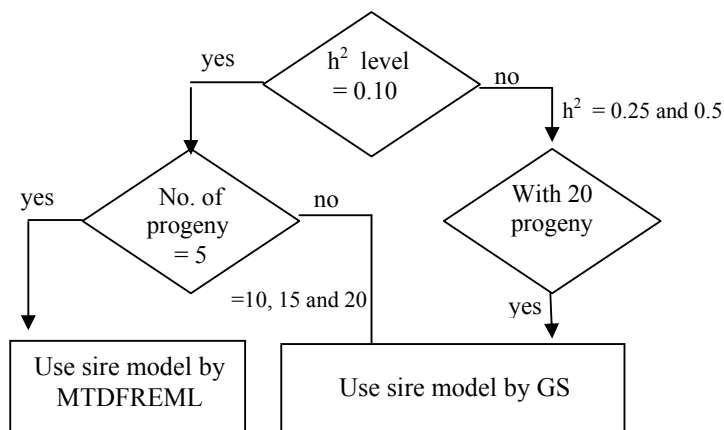 yes
h² level
= 0.10
no
h² = 0.25 and 0.5
yes
No. of
progeny
= 5
no
With 20
progeny
=10, 15 and 20
yes
Use sire model by
MTDFREML
Use sire model by GS